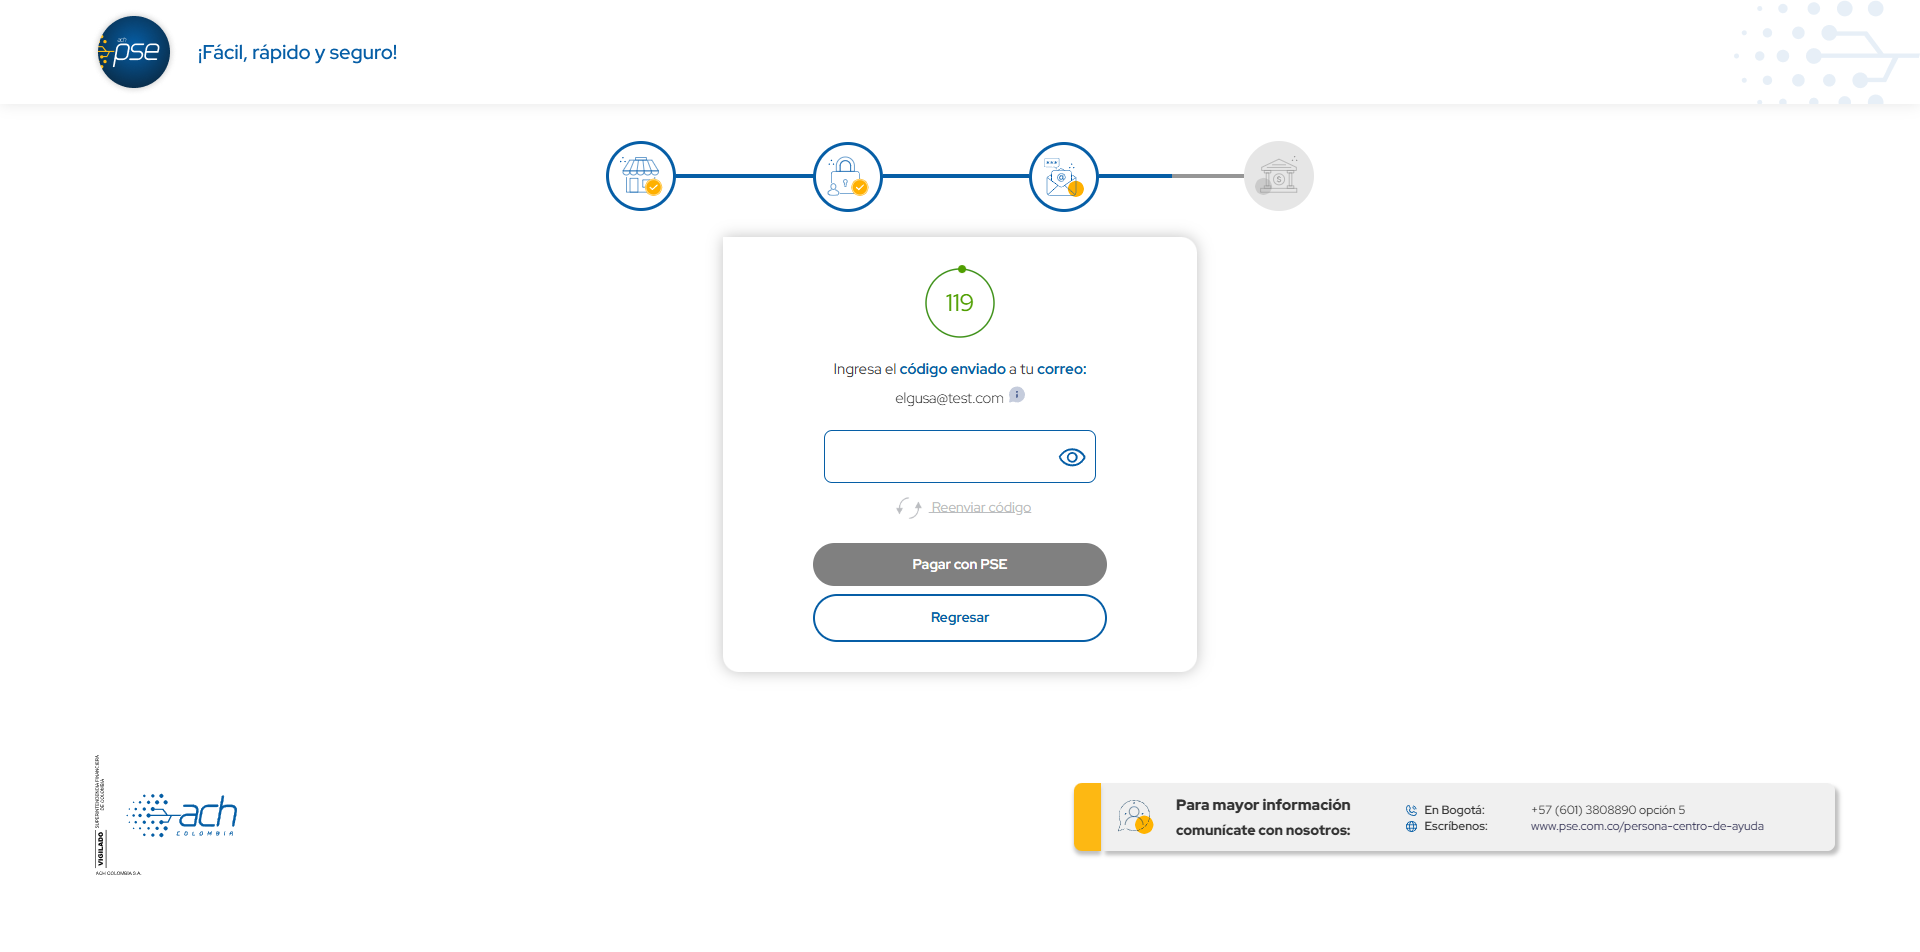 ach
pse
¡Fácil, rápido y seguro!
119
Ingresa el código enviado a tu correo:
elgusa@test.com
Reenviar código
Pagar con PSE
Regresar
VIGILADO SUPERINTENDENCIA FINANCIERA
DE COLOMBIA
ach
COLOMBIA
ACH COLOMBIA S.A.
Para mayor información
comunícate con nosotros:
En Bogotá: +57 (601) 3808890 opción 5
Escríbenos: www.pse.com.co/persona-centro-de-ayuda